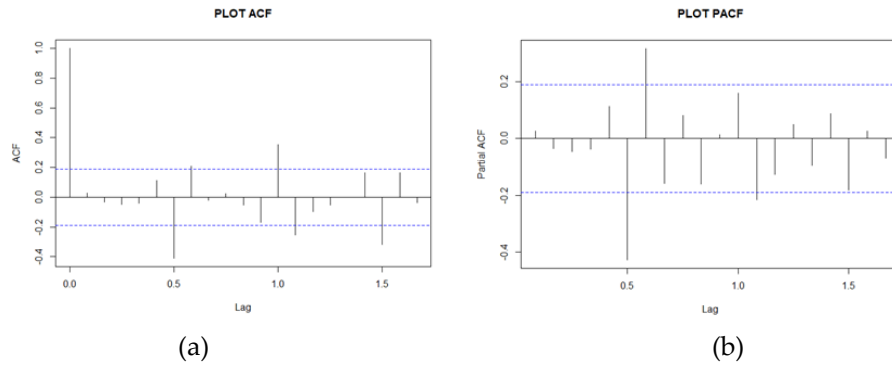 PLOT ACF
ACF
1.0
0.8
0.6
0.4
0.2
0.0
-0.2
-0.4
0.0 0.5 1.0 1.5
Lag
(a)
PLOT PACF
Partial ACF
0.2
0.0
-0.2
-0.4
0.5 1.0 1.5
Lag
(b)